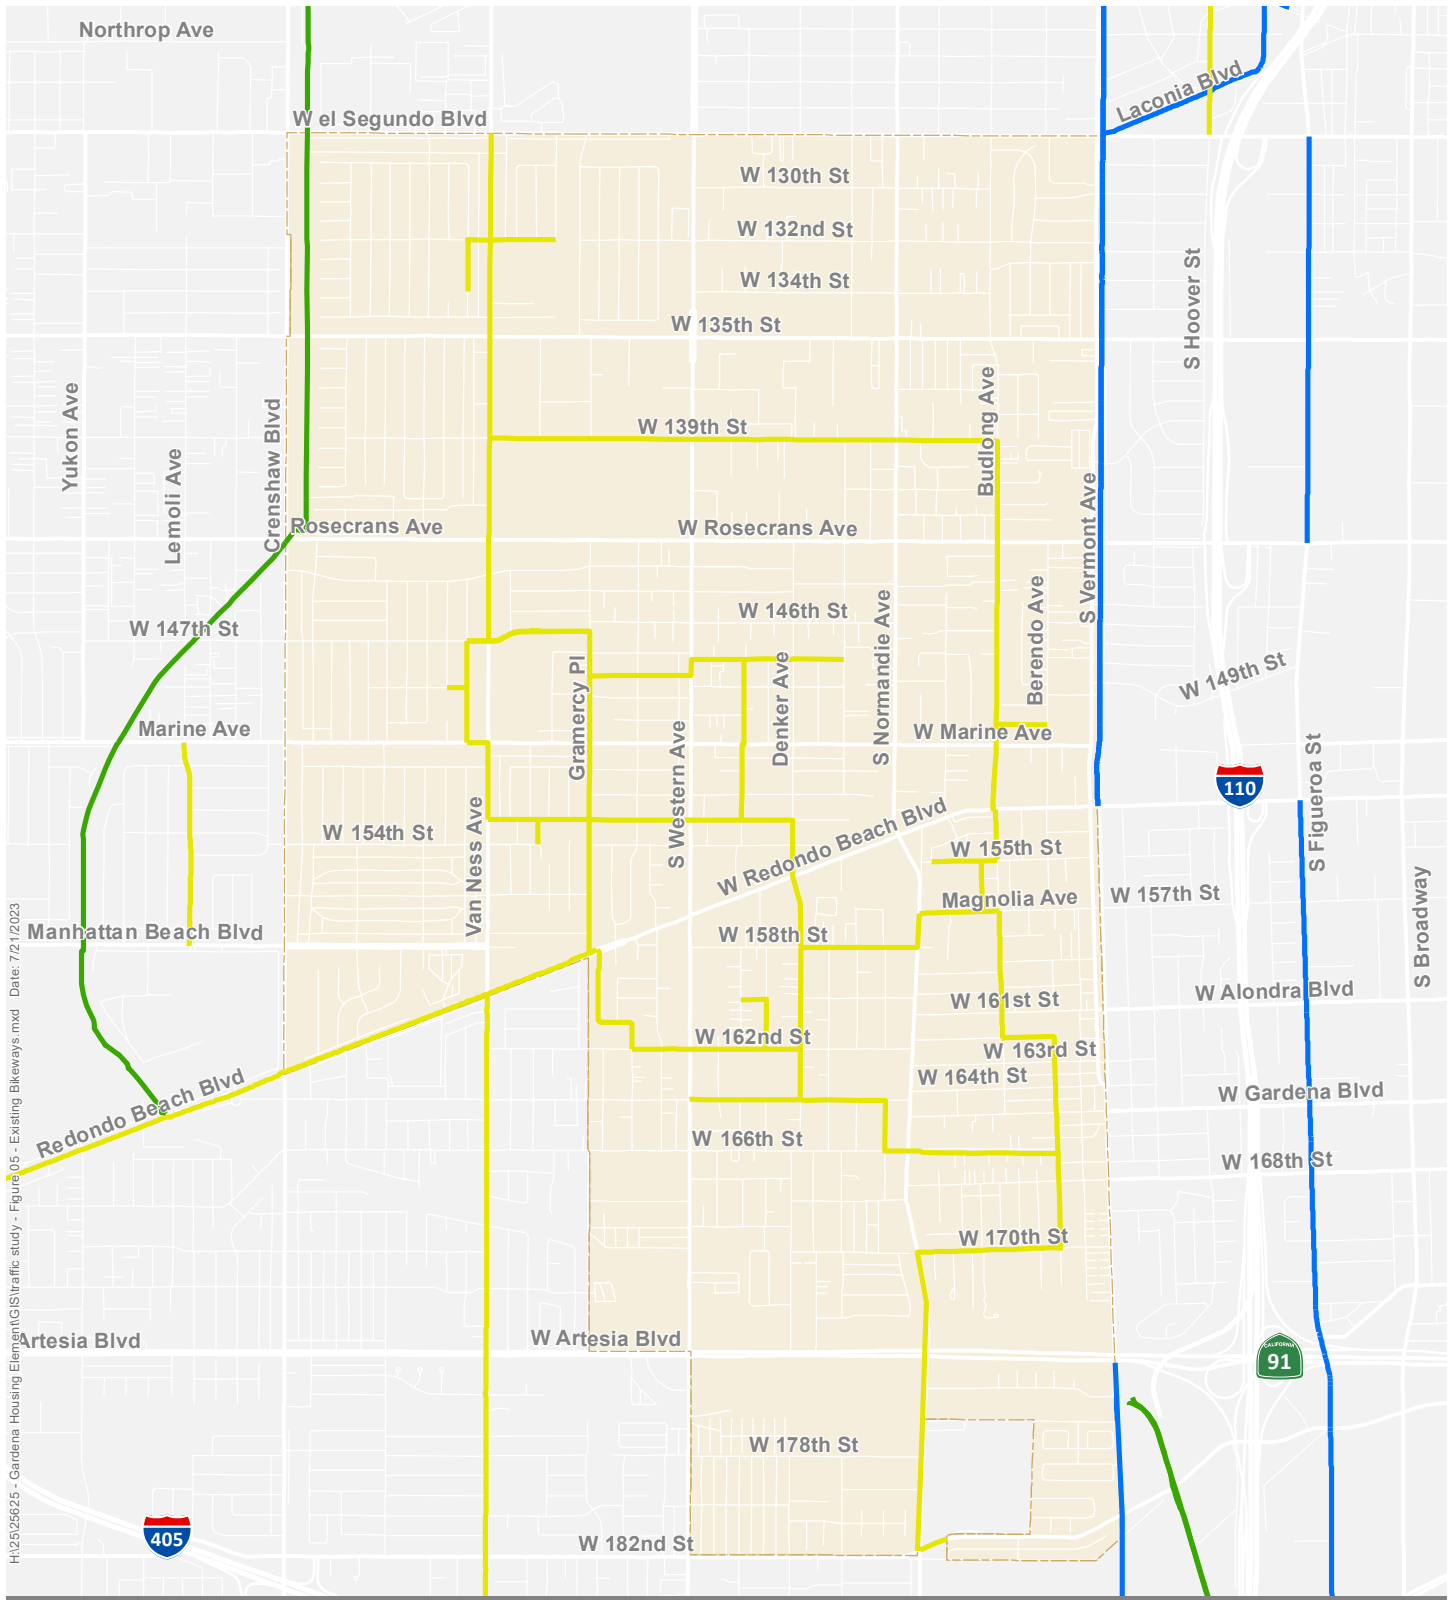 Northrop Ave
W el Segundo Blvd
Laconia Blvd
W 130th St
W 132nd St
W 134th St
W 135th St
S Hoover St
Yukon Ave
Lemoli Ave
Crenshaw Blvd
W 139th St
Budlong Ave
S Vermont Ave
Rosecrans Ave
W Rosecrans Ave
W 147th St
W 146th St
Gramercy Pl
Denker Ave
S Normandie Ave
Berendo Ave
W 149th St
Marine Ave
W Marine Ave
110
S Figueroa St
W 154th St
Van Ness Ave
S Western Ave
W Redondo Beach Blvd
W 155th St
Magnolia Ave
W 157th St
Manhattan Beach Blvd
W 158th St
S Broadway
W 161st St
W Alondra Blvd
W 162nd St
W 163rd St
W 164th St
W Gardena Blvd
Redondo Beach Blvd
W 166th St
W 168th St
W 170th St
Artesia Blvd
W Artesia Blvd
CALIFORNIA
91
W 178th St
405
W 182nd St
H:\25\25625 - Gardena Housing Element\GIS\traffic study - Figure 05 - Existing Bikeways.mxd Date: 7/21/2023